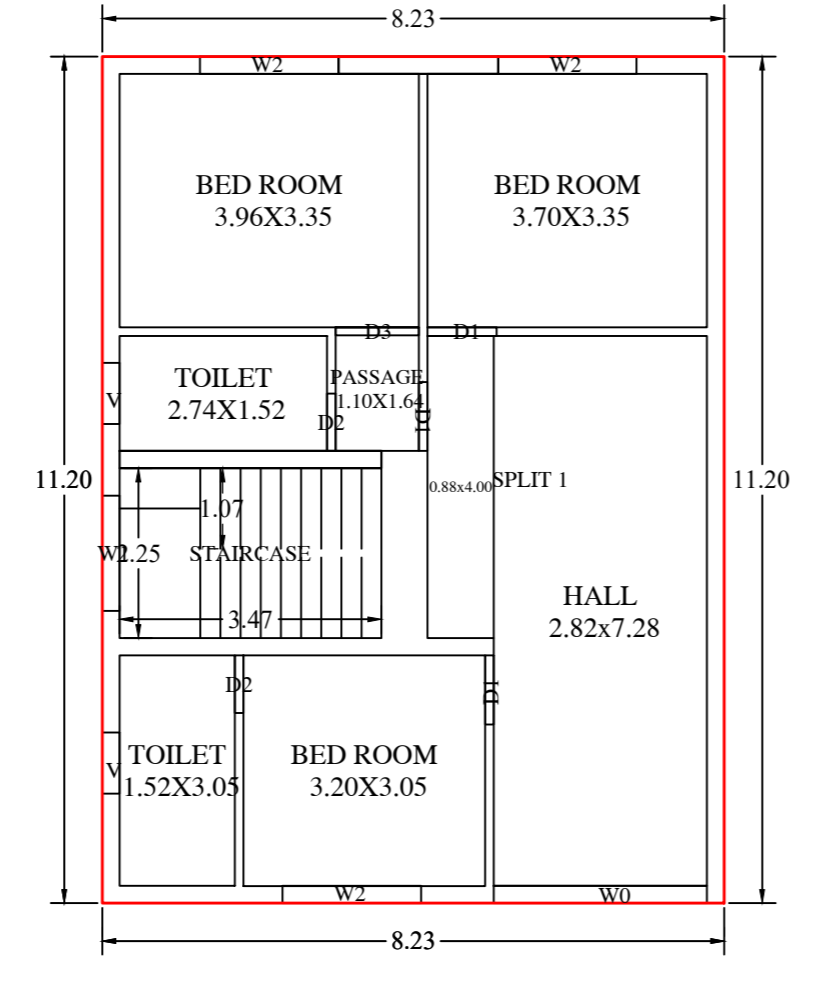 8.23
W2
W2
BED ROOM
3.96X3.35
BED ROOM
3.70X3.35
D3
D1
TOILET
2.74X1.52
PASSAGE
1.10X1.64
V
D2
D1
11.20
0.88x4.00
SPLIT 1
11.20
1.07
2.25
STAIRCASE
3.47
HALL
2.82x7.28
D2
D1
TOILET
1.52X3.05
BED ROOM
3.20X3.05
V
W2
W0
8.23